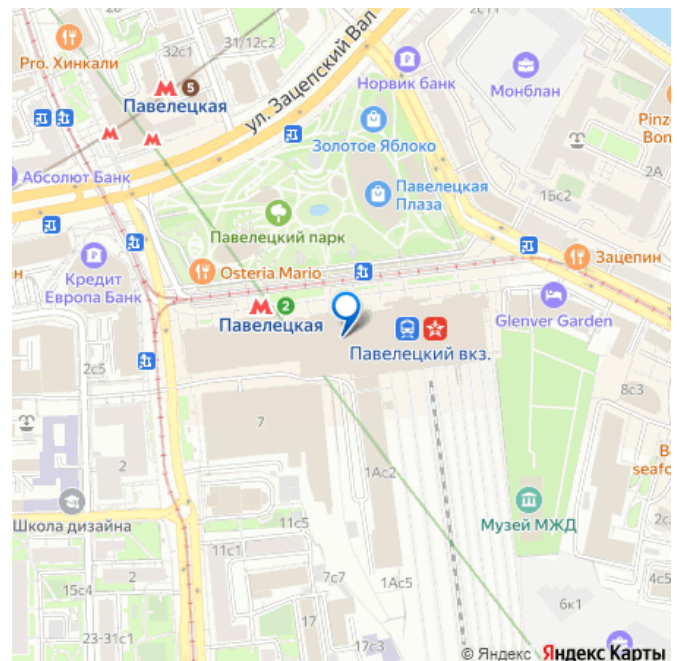 32с1
31/12с2
Pro. Хинкали
М 5
Павелецкая
ул. Зацепский Вал
Норвик банк
Монблан
Pinz
Bon
Золотое Яблоко
2А
Абсолют Банк
Павелецкая
Плаза
1Бс2
Павелецкий парк
Зацепин
н
Кредит
Европа Банк
Osteria Mario
М 2
Павелецкая
Glenver Garden
Павелецкий вкз.
2с5
8с3
7
В
seafo
2
1Ас2
Школа дизайна
11с5
Музей МЖД
2с
11с1
2
15с4
7с7
1Ас5
4с5
17
6к1
23-31с1
17с3
© Яндекс Яндекс Карты